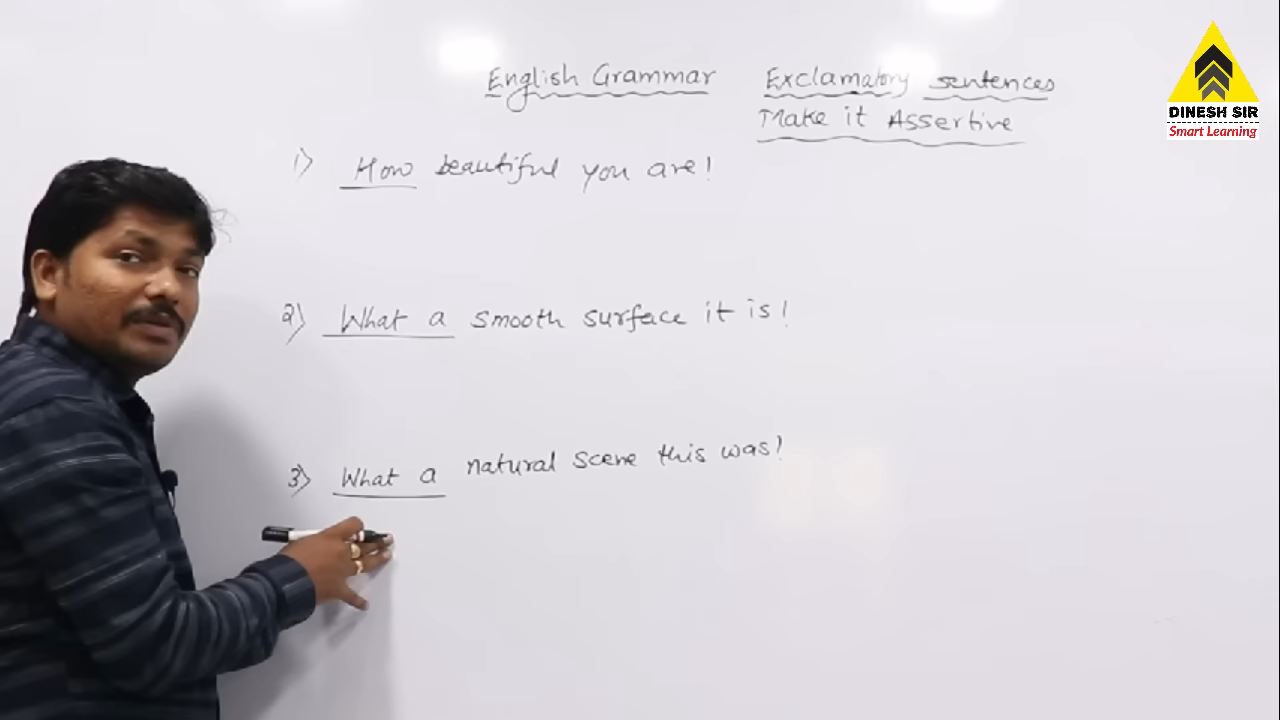 English Grammar Exclamatory sentences
Make it Assertive
1) How beautiful you are!
2) What a smooth surface it is!
3) What a natural scene this was!
DINESH SIR
Smart Learning